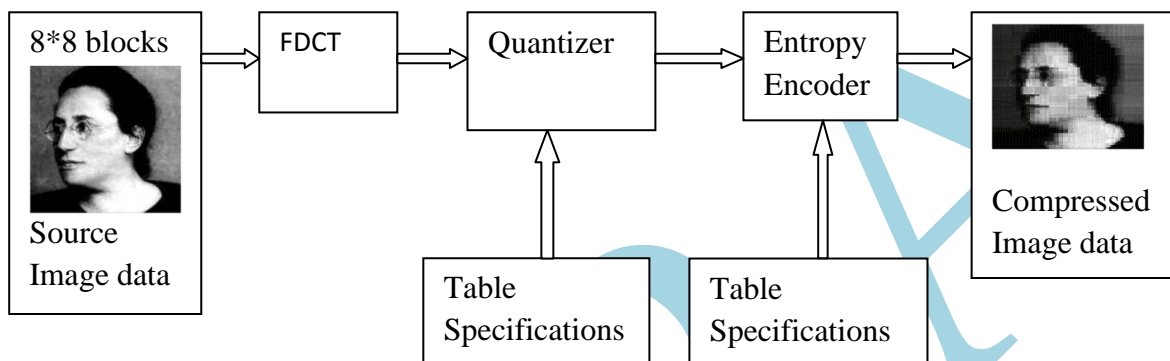 8*8 blocks
Source
Image data
FDCT
Quantizer
Entropy
Encoder
Compressed
Image data
Table
Specifications
Table
Specifications